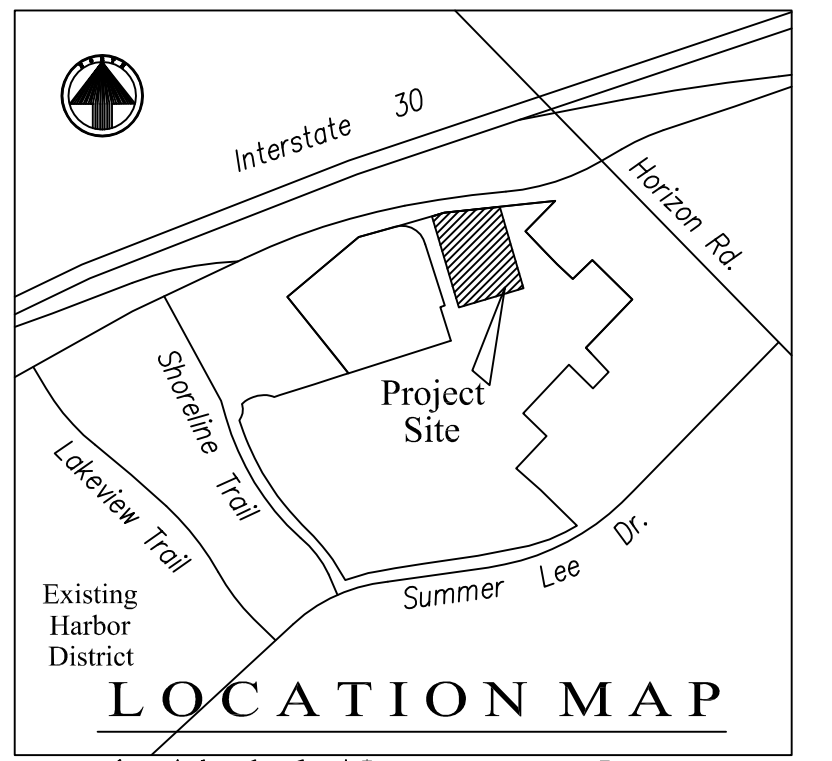 Interstate 30
Horizon Rd.
Shoreline Trail
Project
Site
Lakeview Trail
Summer Lee Dr.
Existing
Harbor
District
LOCATION MAP